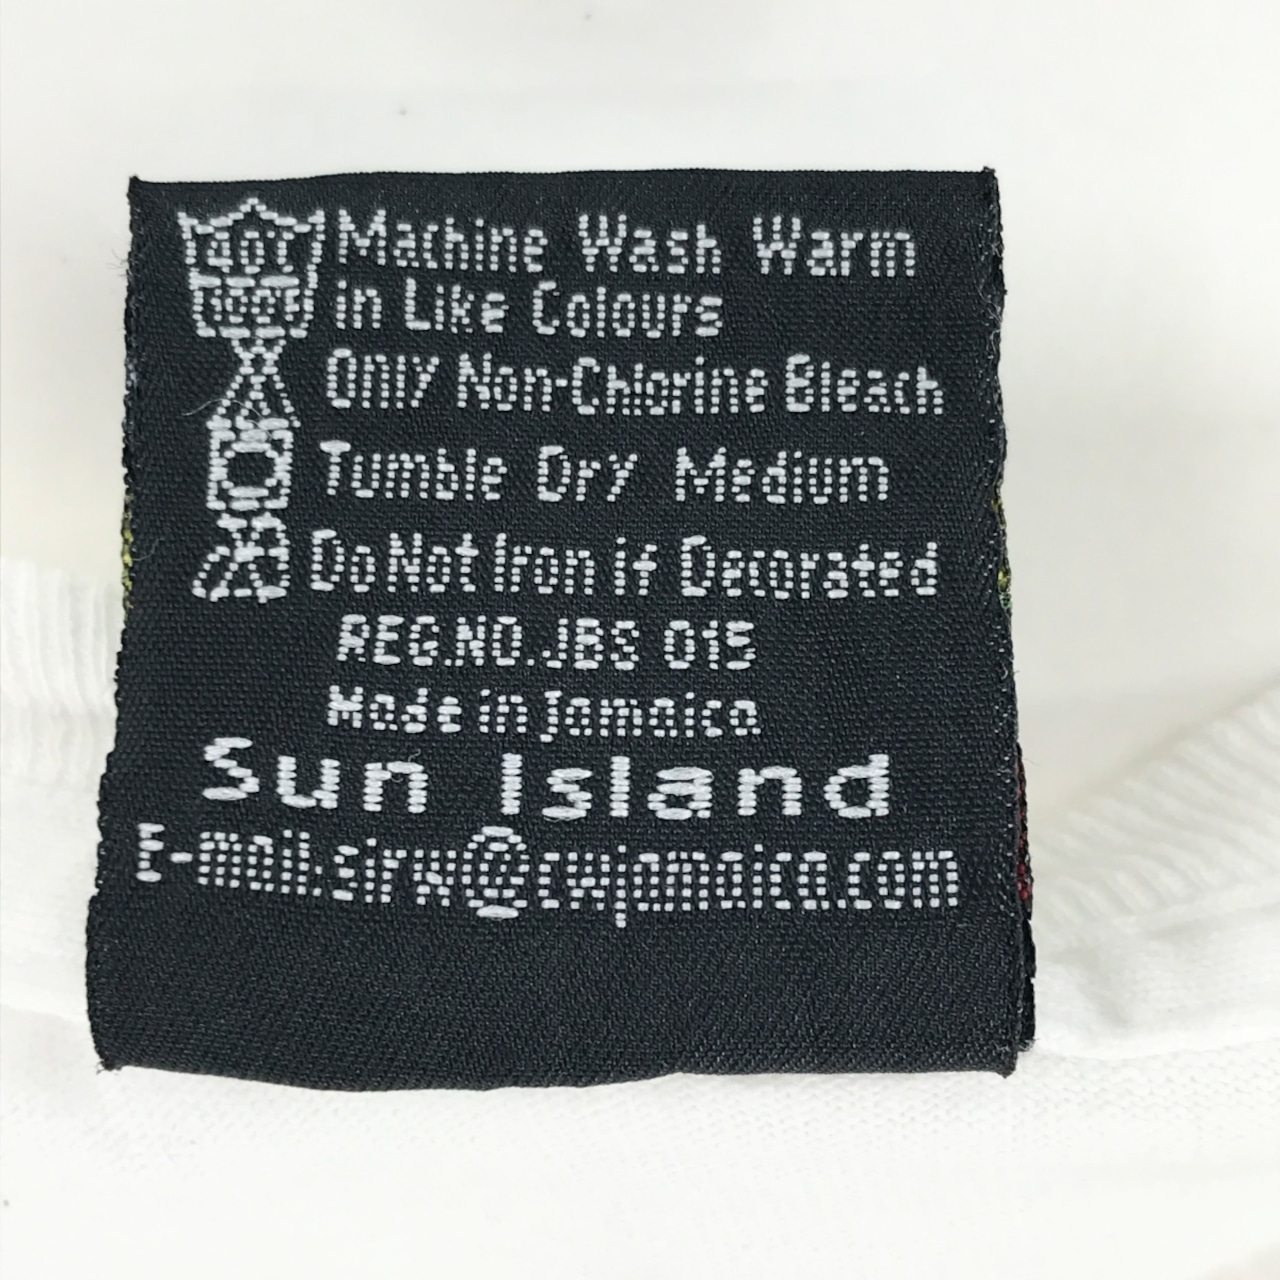 Machine Wash Warm
in Like Colours
Only Non-Chlorine Bleach
Tumble Dry Medium
Do Not Iron if Decorated
REG.NO.JBS 015
Made in Jamaica
Sun Island
E-mail:sirw@cwjamaica.com